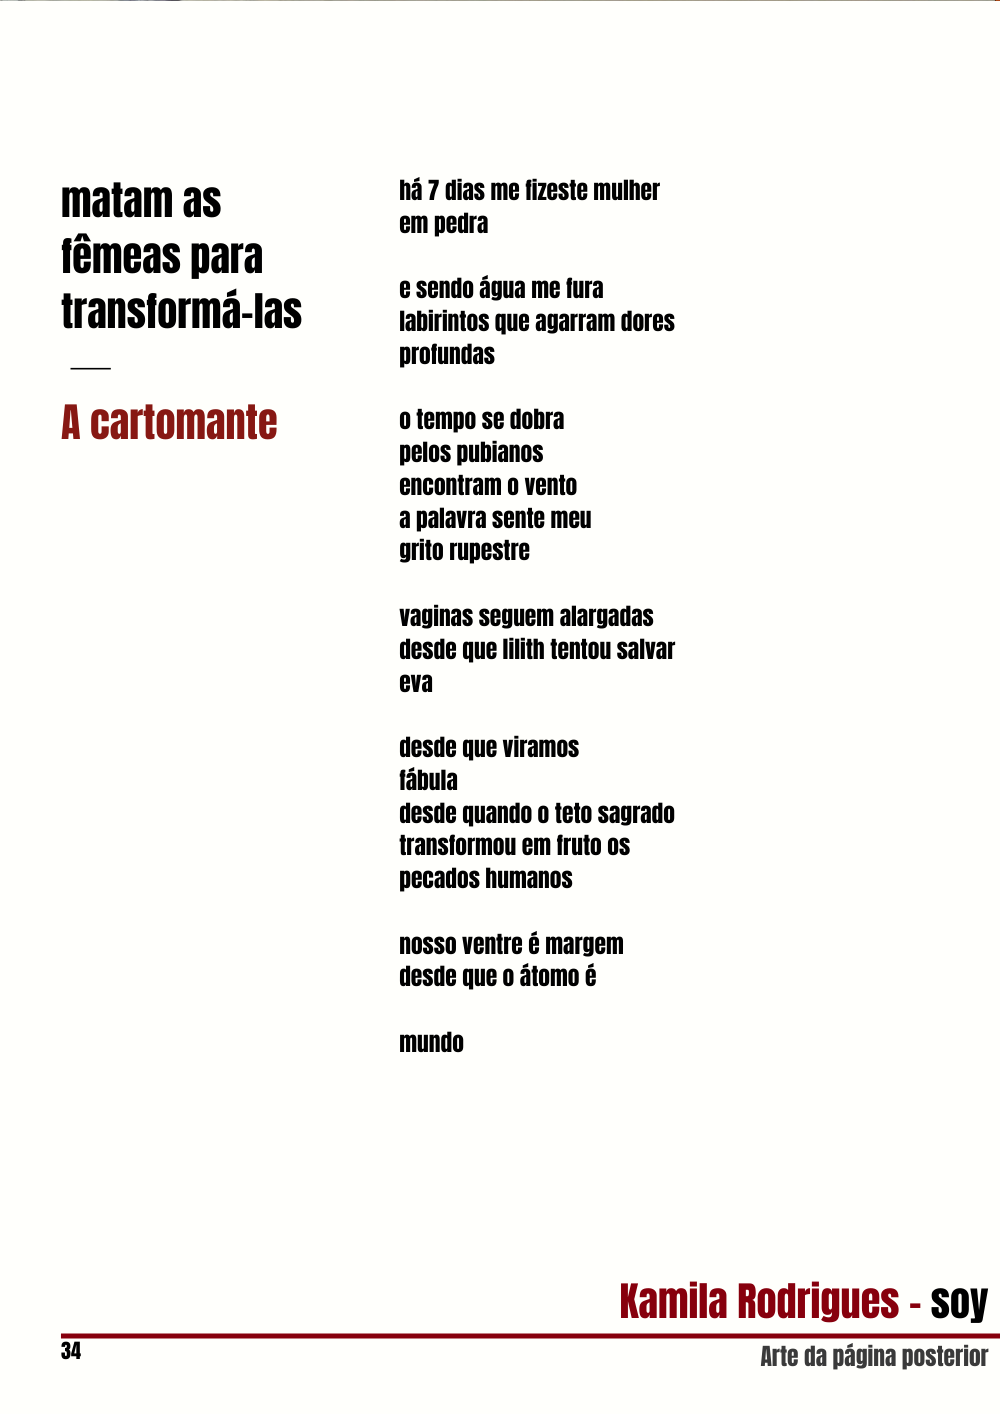 matam as
fêmeas para
transformá-las
A cartomante
há 7 dias me fizeste mulher
em pedra
e sendo água me fura
labirintos que agarram dores
profundas
o tempo se dobra
pelos pubianos
encontram o vento
a palavra sente meu
grito rupestre
vaginas seguem alargadas
desde que lilith tentou salvar
eva
desde que viramos
fábula
desde quando o teto sagrado
transformou em fruto os
pecados humanos
nosso ventre é margem
desde que o átomo é
mundo
Kamila Rodrigues - soy
34
Arte da página posterior